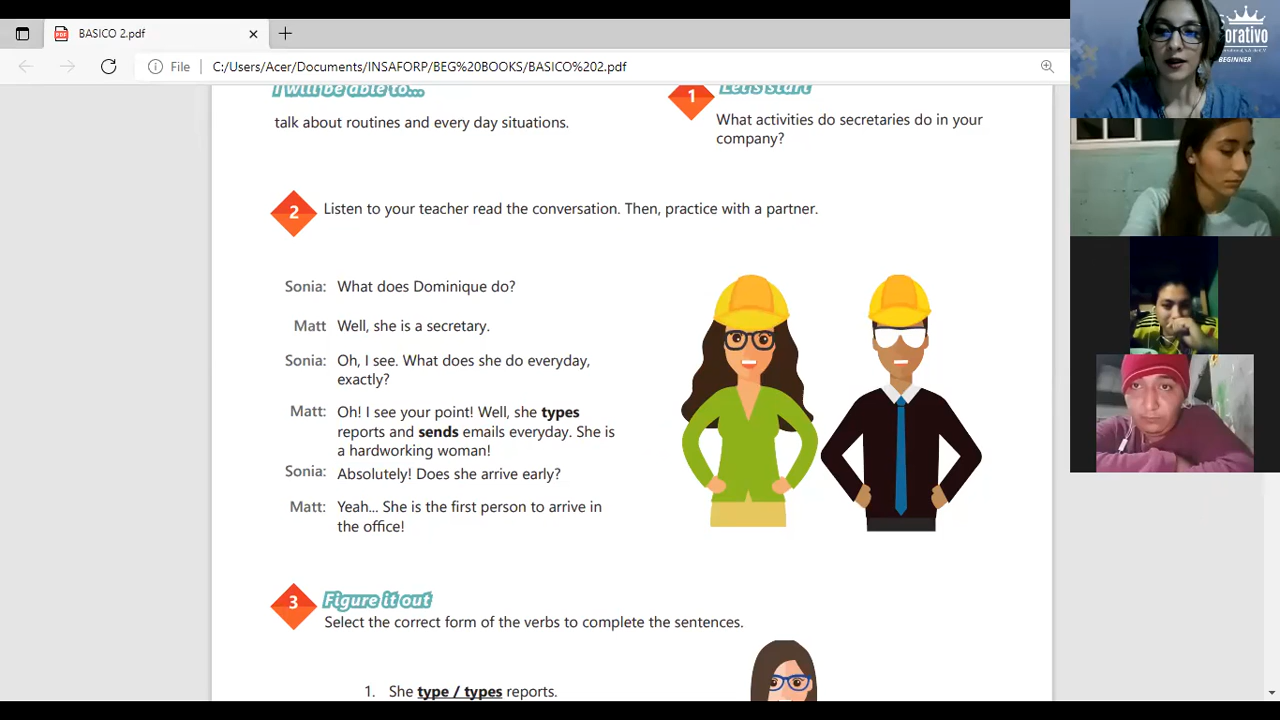 BASICO 2.pdf
File
C:/Users/Acer/Documents/INSAFORP/BEG%20BOOKS/BASICO%202.pdf
orativo
BEGINNER
I will be able to...
talk about routines and every day situations.
1
Let's start
What activities do secretaries do in your
company?
2
Listen to your teacher read the conversation. Then, practice with a partner.
Sonia: What does Dominique do?
Matt Well, she is a secretary.
Sonia: Oh, I see. What does she do everyday,
exactly?
Matt: Oh! I see your point! Well, she types
reports and sends emails everyday. She is
a hardworking woman!
Sonia: Absolutely! Does she arrive early?
Matt: Yeah... She is the first person to arrive in
the office!
3
Figure it out
Select the correct form of the verbs to complete the sentences.
1. She type / types reports.